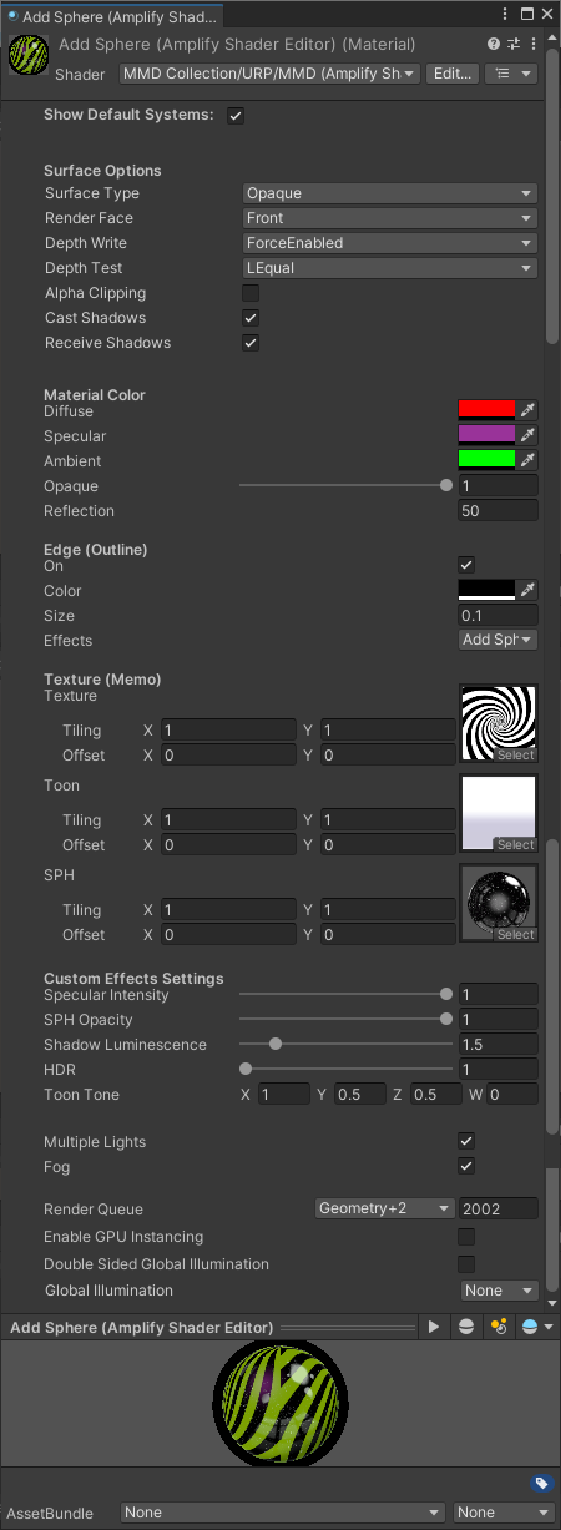 Add Sphere (Amplify Shad...
Add Sphere (Amplify Shader Editor) (Material)
Shader MMD Collection/URP/MMD (Amplify Sh Edit...
Show Default Systems:
Surface Options
Surface Type Opaque
Render Face Front
Depth Write ForceEnabled
Depth Test LEqual
Alpha Clipping
Cast Shadows
Receive Shadows
Material Color
Diffuse
Specular
Ambient
Opaque 1
Reflection 50
Edge (Outline)
On
Color
Size 0.1
Effects Add Sph
Texture (Memo)
Texture
Tiling X 1 Y 1
Offset X 0 Y 0
Select
Toon
Tiling X 1 Y 1
Offset X 0 Y 0
Select
SPH
Tiling X 1 Y 1
Offset X 0 Y 0
Select
Custom Effects Settings
Specular Intensity 1
SPH Opacity 1
Shadow Luminescence 1.5
HDR 1
Toon Tone X 1 Y 0.5 Z 0.5 W 0
Multiple Lights
Fog
Render Queue Geometry+2 2002
Enable GPU Instancing
Double Sided Global Illumination
Global Illumination None
Add Sphere (Amplify Shader Editor)
AssetBundle None None